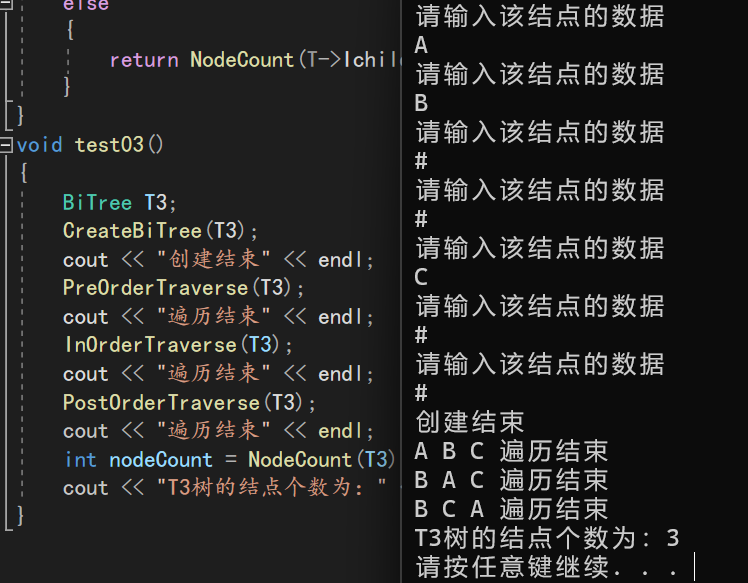 else
{
return NodeCount(T->lchil
}
}
void test03()
{
BiTree T3;
CreateBiTree(T3);
cout << "创建结束" << endl;
PreOrderTraverse(T3);
cout << "遍历结束" << endl;
InOrderTraverse(T3);
cout << "遍历结束" << endl;
PostOrderTraverse(T3);
cout << "遍历结束" << endl;
int nodeCount = NodeCount(T3)
cout << "T3树的结点个数为: "
}
请输入该结点的数据
A
请输入该结点的数据
B
请输入该结点的数据
#
请输入该结点的数据
#
请输入该结点的数据
C
请输入该结点的数据
#
请输入该结点的数据
#
创建结束
A B C 遍历结束
B A C 遍历结束
B C A 遍历结束
T3树的结点个数为: 3
请按任意键继续. . .